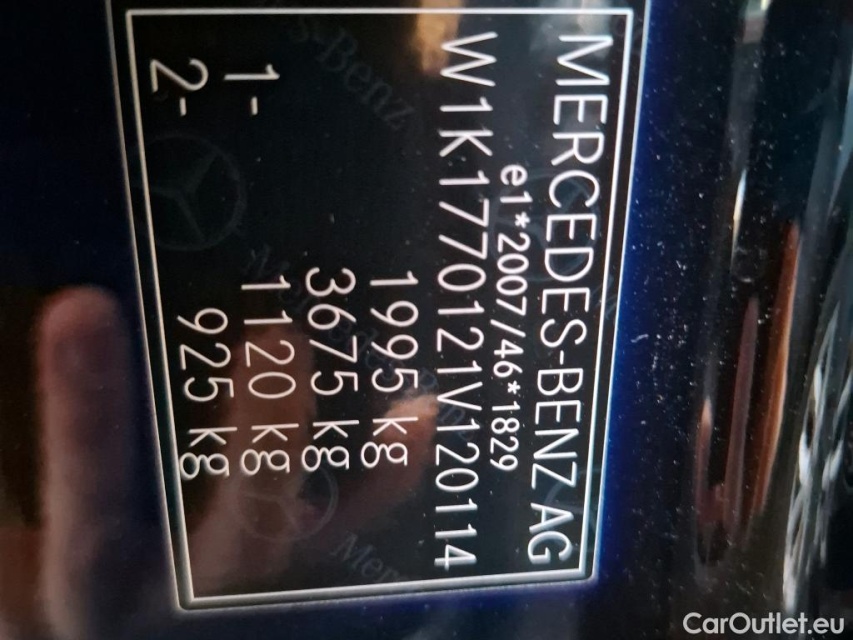 MERCEDES-BENZ AG
e1*2007/46*1829
W1K1770121V120114
1995 kg
3675 kg
1- 1120 kg
2- 925 kg
CarOutlet.eu